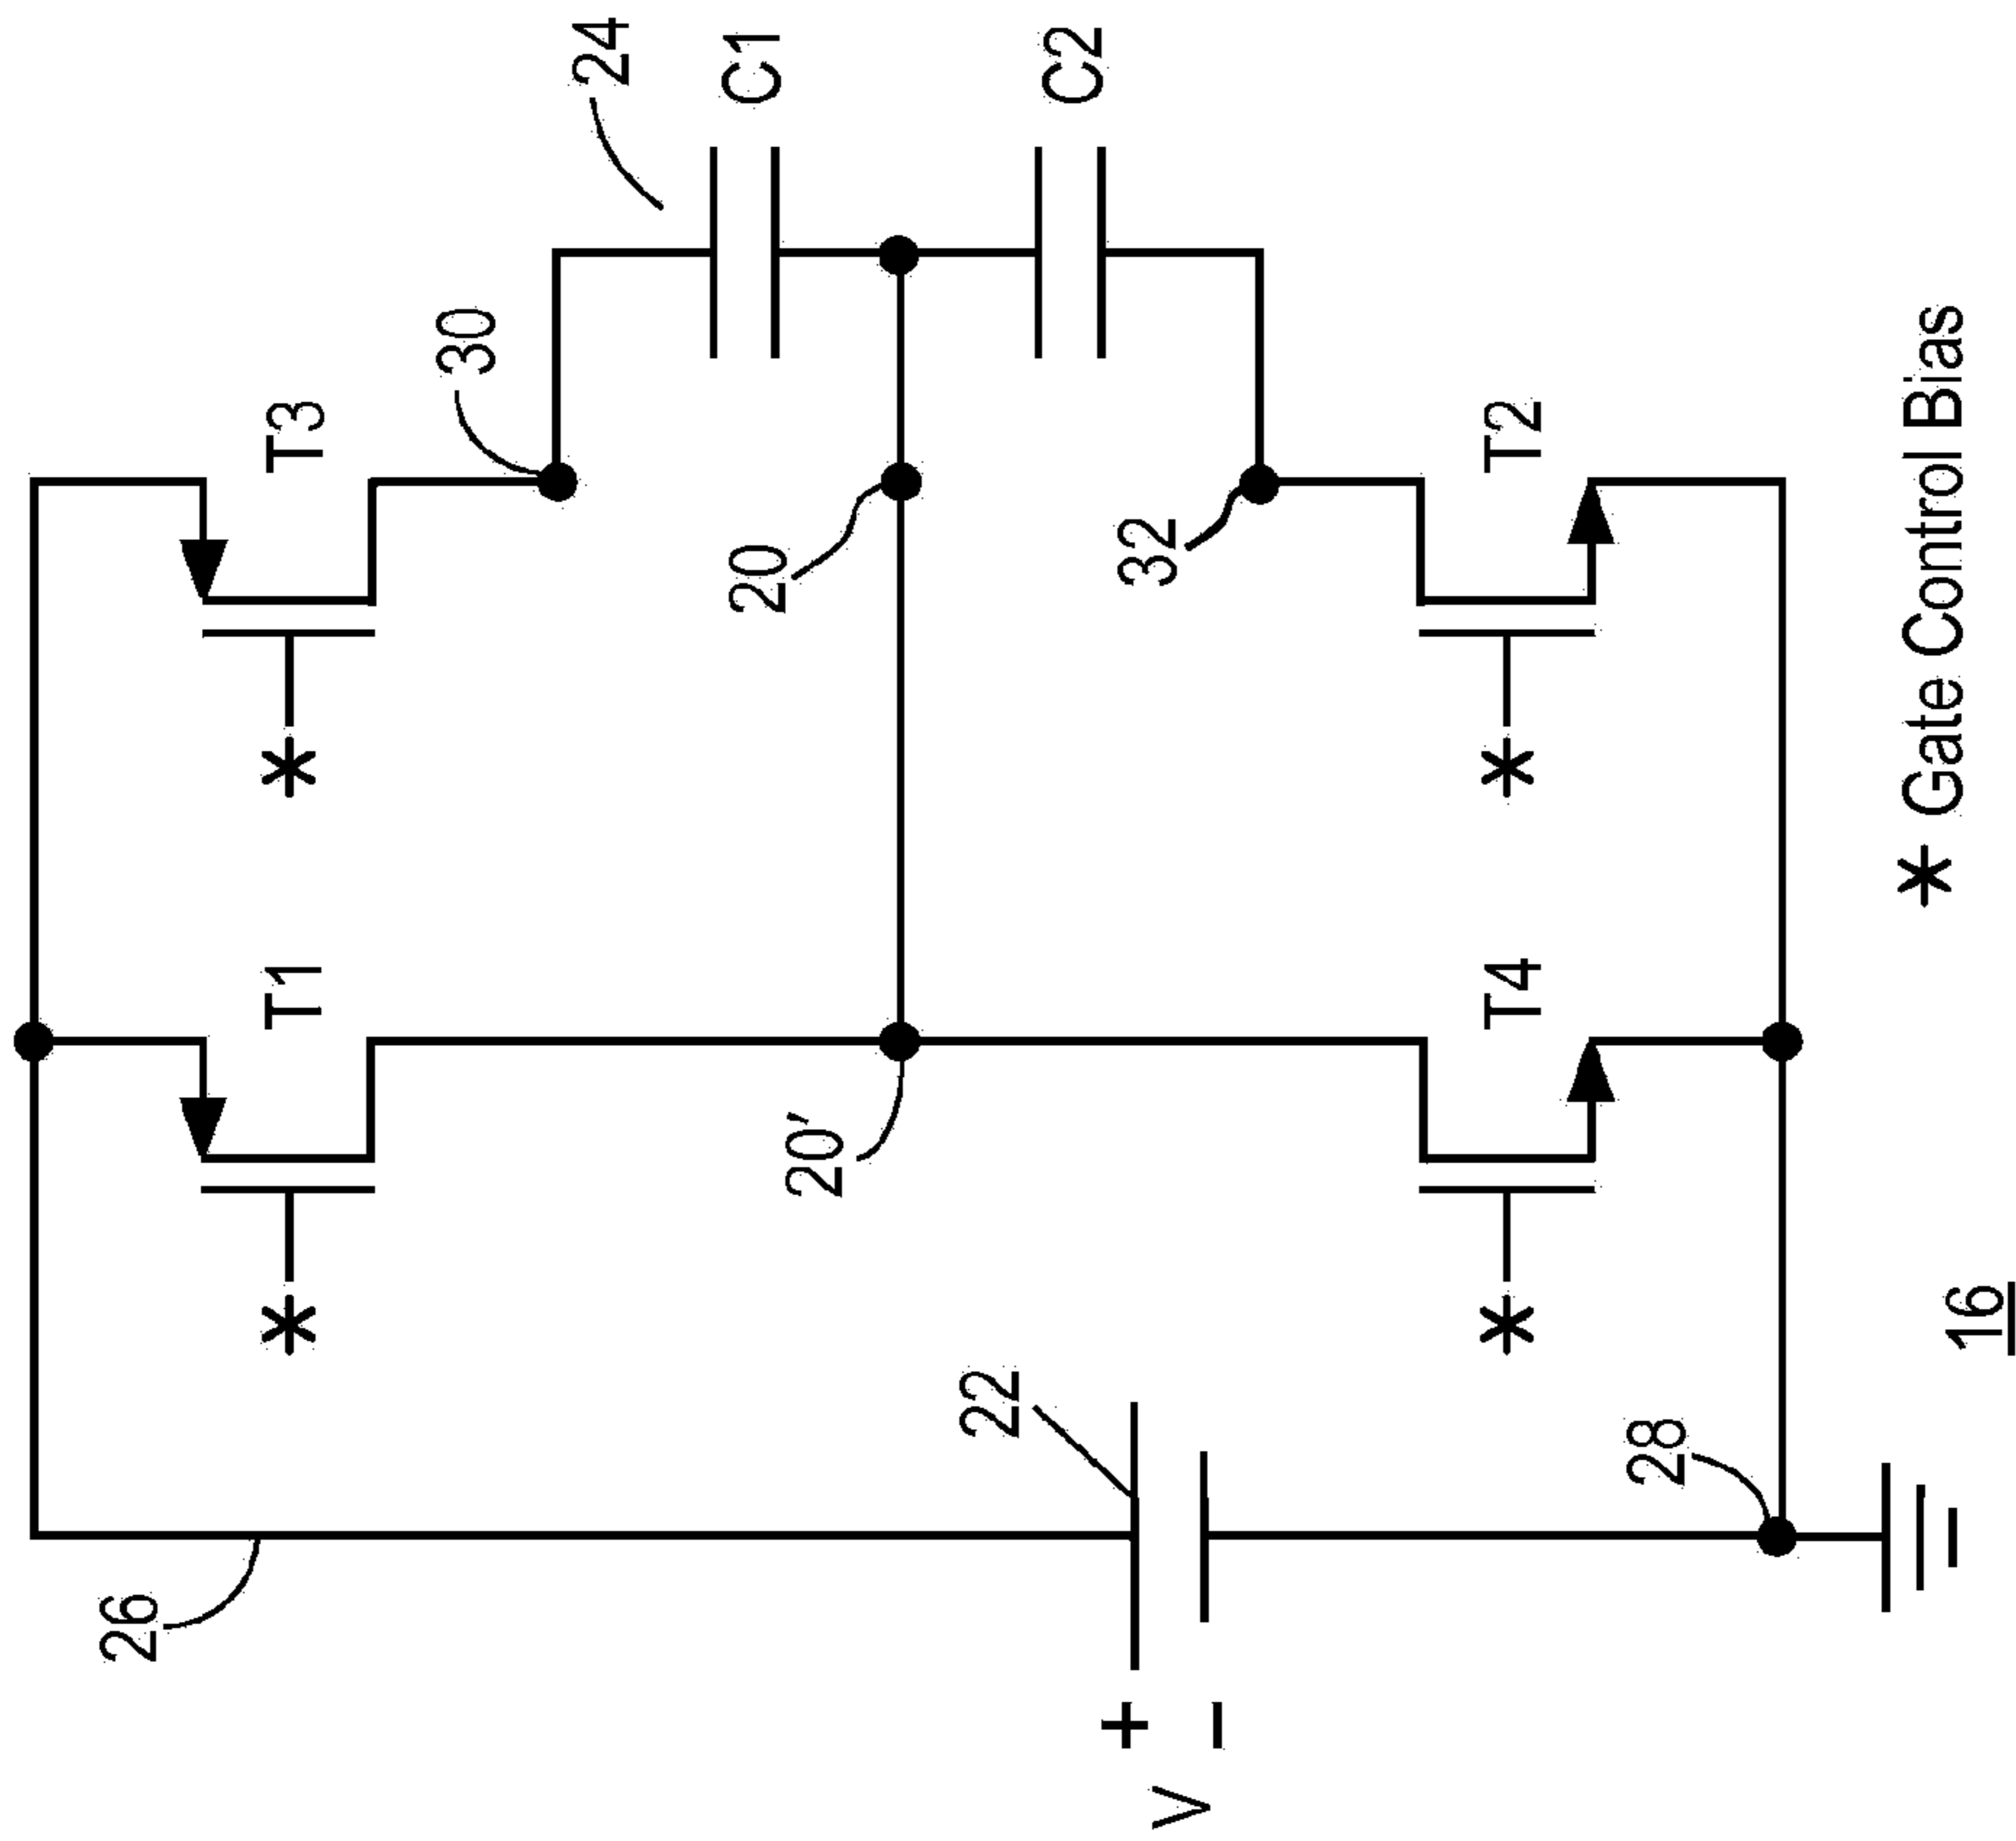 24
C1
C2
T3
30
20
32
T2
T1
20′
T4
22
26
28
V
+
−
* Gate Control Bias
*
*
*
*
16